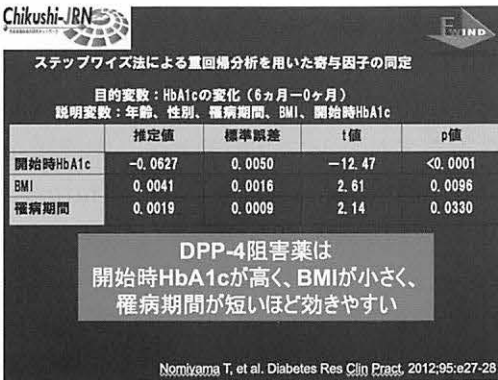 Chikushi-JRN
WIND
ステップワイズ法による重回帰分析を用いた寄与因子の同定
目的変数：HbA1cの変化（6ヵ月ー0ヶ月）
説明変数：年齢、性別、罹病期間、BMI、開始時HbA1c
推定値 標準誤差 t値 p値
開始時HbA1c -0.0627 0.0050 -12.47 <0.0001
BMI 0.0041 0.0016 2.61 0.0096
罹病期間 0.0019 0.0009 2.14 0.0330
DPP-4阻害薬は
開始時HbA1cが高く、BMIが小さく、
罹病期間が短いほど効きやすい
Nomiyama T, et al. Diabetes Res Clin Pract. 2012;95:e27-28